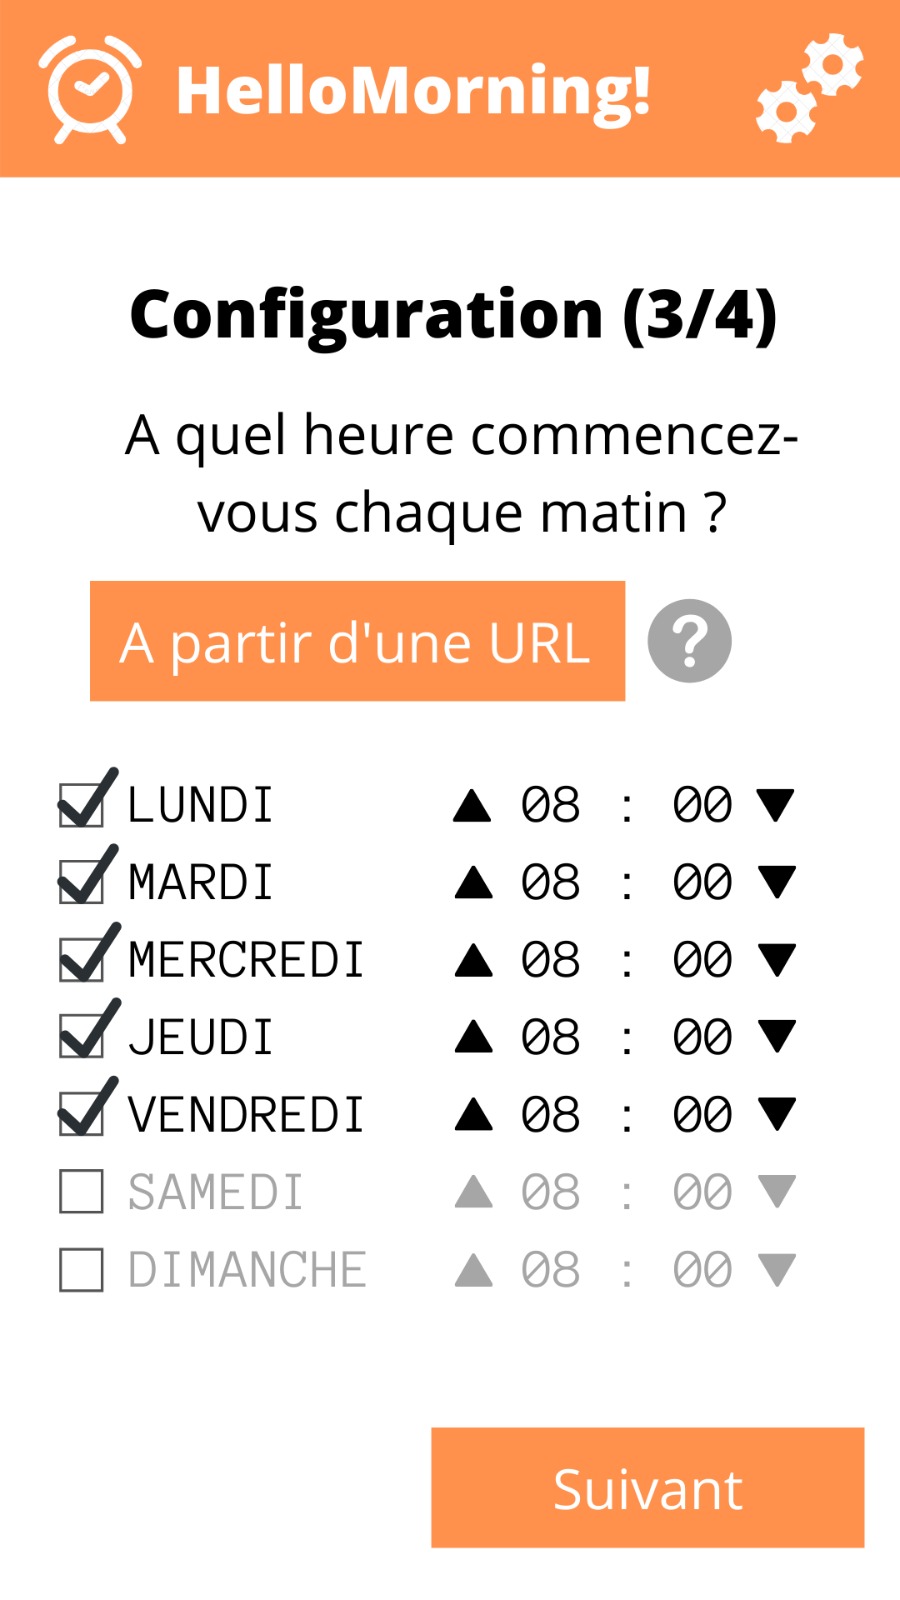 HelloMorning!
Configuration (3/4)
A quel heure commencez-
vous chaque matin ?
A partir d'une URL
?
LUNDI 08 : 00
MARDI 08 : 00
MERCREDI 08 : 00
JEUDI 08 : 00
VENDREDI 08 : 00
SAMEDI 08 : 00
DIMANCHE 08 : 00
Suivant